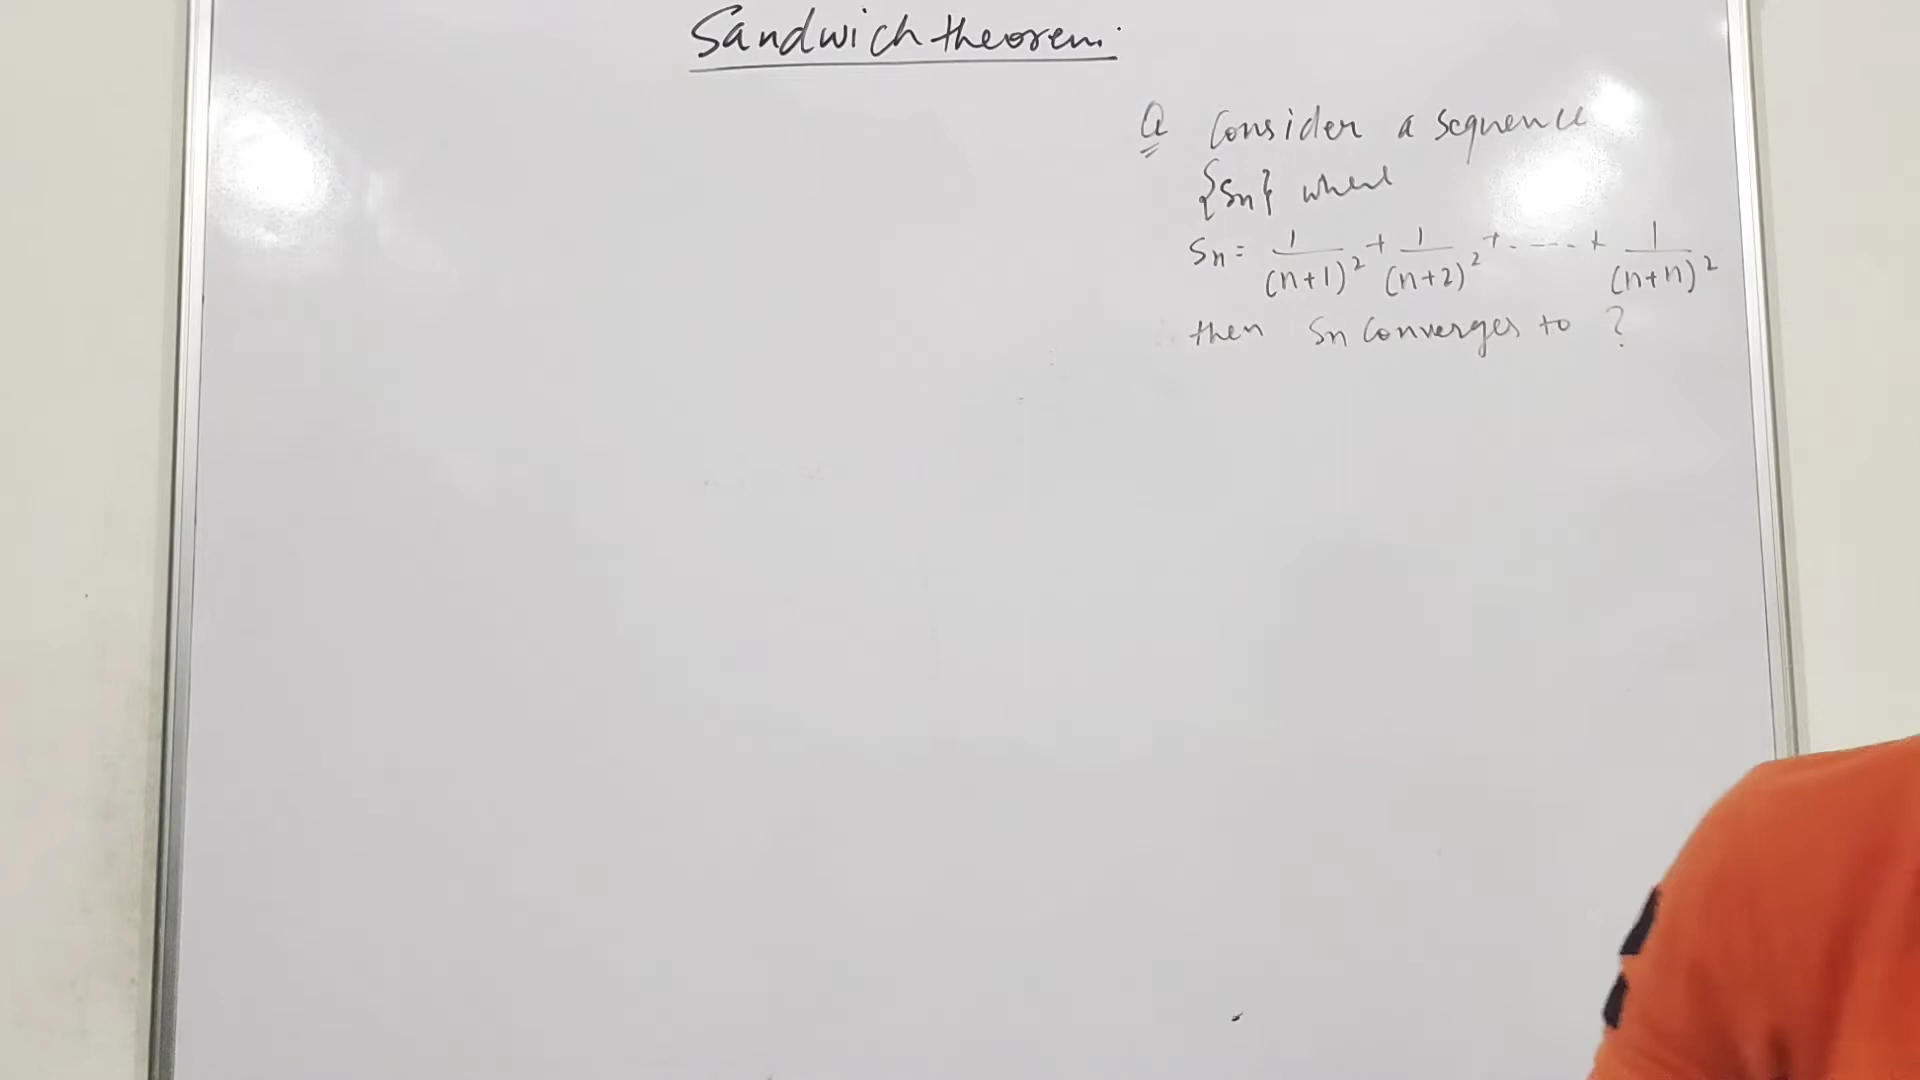 Sandwich theorem.
Q Consider a sequence
{Sn} where
Sn = 1/(n+1)² + 1/(n+2)² + ---- + 1/(n+n)²
then Sn converges to ?